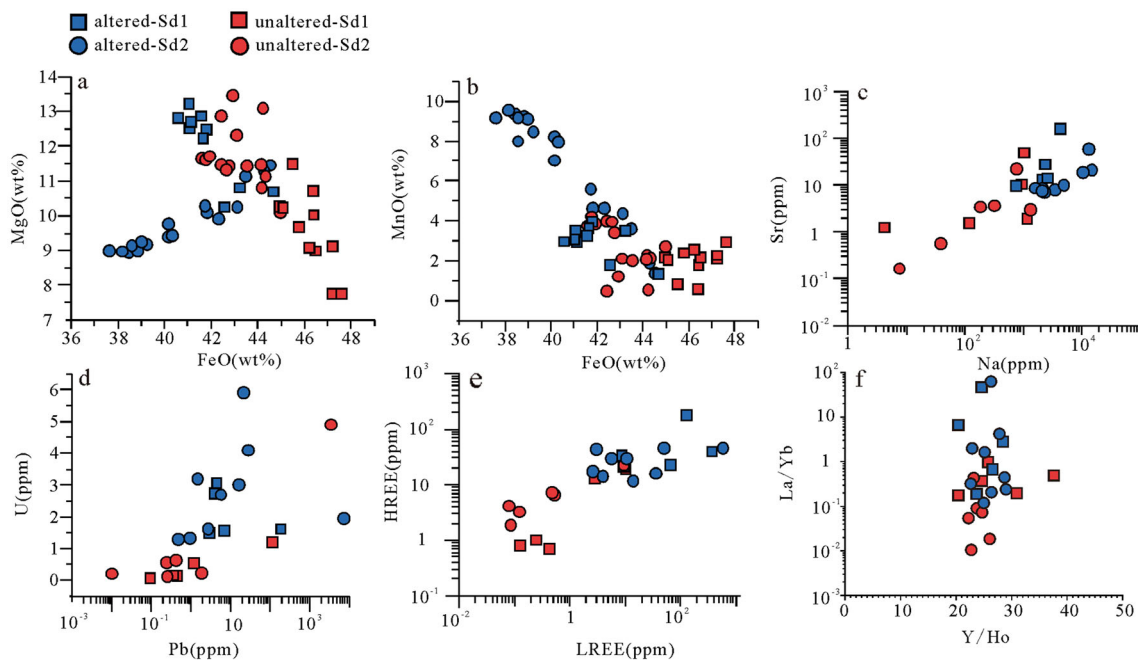 altered-Sd1 unaltered-Sd1
altered-Sd2 unaltered-Sd2
a
14
13
12
11
10
9
8
7
MgO(wt%)
36 38 40 42 44 46 48
FeO(wt%)
b
10
8
6
4
2
0
MnO(wt%)
36 38 40 42 44 46 48
FeO(wt%)
c
10³
10²
10
1
10⁻¹
10⁻²
Sr(ppm)
1 10² 10⁴
Na(ppm)
d
6
5
4
3
2
1
0
U(ppm)
10⁻³ 10⁻¹ 10 10³
Pb(ppm)
e
10³
10²
10
1
10⁻¹
HREE(ppm)
10⁻² 1 10²
LREE(ppm)
f
10²
10
1
10⁻¹
10⁻²
10⁻³
La/Yb
0 10 20 30 40 50
Y/Ho